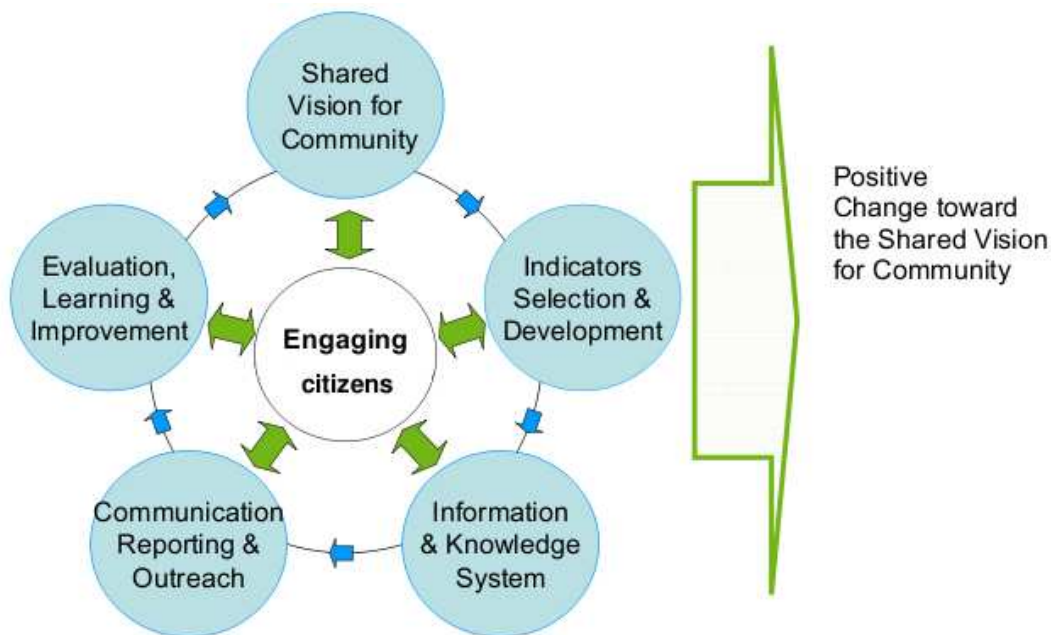 Shared
Vision for
Community
Indicators
Selection &
Development
Information
& Knowledge
System
Communication
Reporting &
Outreach
Evaluation,
Learning &
Improvement
Engaging
citizens
Positive
Change toward
the Shared Vision
for Community